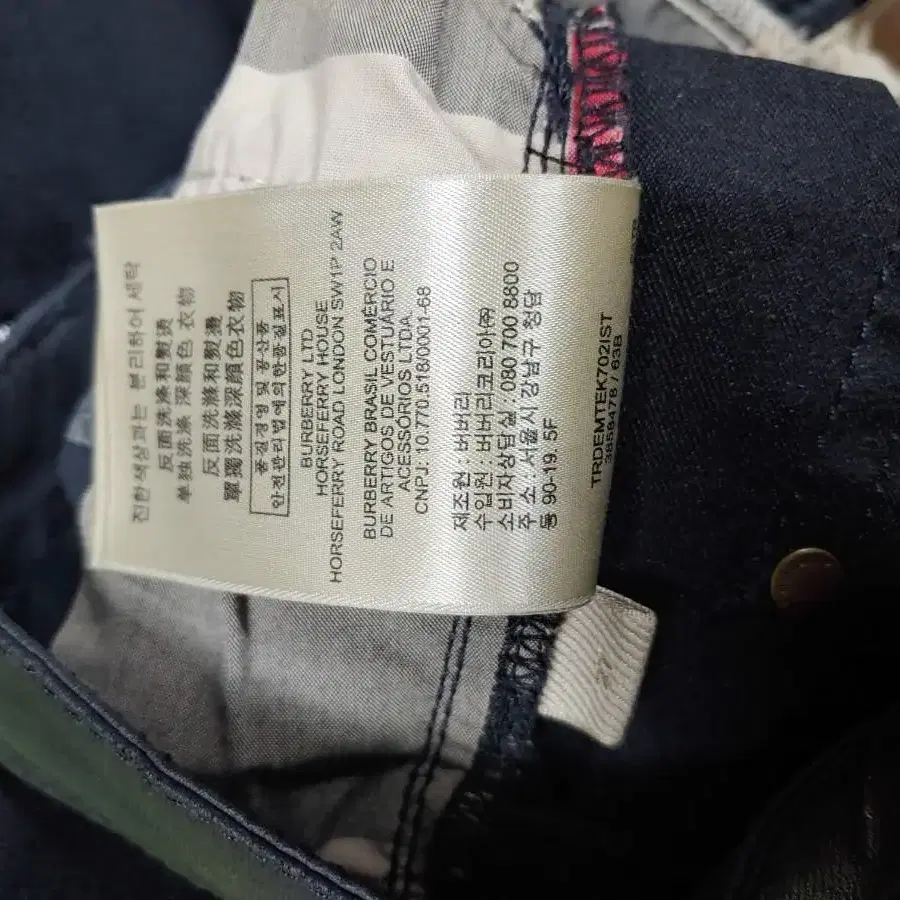 진한색상과는 분리하여 세탁
反面洗涤和熨烫
单独洗涤 深颜色 衣物
反面洗滌和熨燙
單獨洗滌深顏色衣物
품질경영 및 공산품
안전관리법에의한품질표시
BURBERRY LTD
HORSEFERRY HOUSE
HORSEFERRY ROAD LONDON SW1P 2AW
BURBERRY BRASIL COMÉRCIO
DE ARTIGOS DE VESTUÁRIO E
ACESSÓRIOS LTDA.
CNPJ: 10.770.518/0001-68
제조원 : 버버리
수입원 : 버버리코리아(주)
소비자상담실 : 030 700 8600
주 소 : 서울시 강남구 청담
동 90-19. 5F
TRDEMTEK702IST
3858478 / 63B